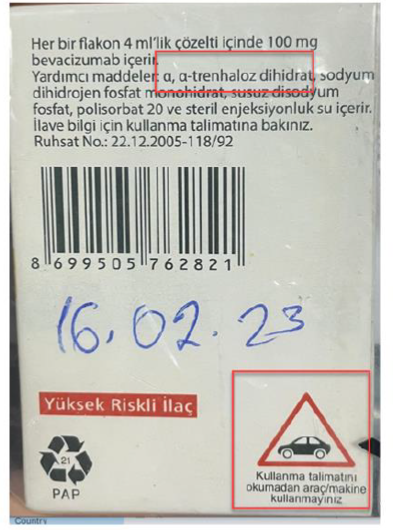 Her bir flakon 4 ml'lik çözelti içinde 100 mg
bevacizumab içerir.
Yardımcı maddeler: α, α-trenhaloz dihidrat, sodyum
dihidrojen fosfat monohidrat, susuz disodyum
fosfat, polisorbat 20 ve steril enjeksiyonluk su içerir.
İlave bilgi için kullanma talimatına bakınız.
Ruhsat No.: 22.12.2005-118/92
8 699505 762821
16.02.23
Yüksek Riskli İlaç
21
PAP
Kullanma talimatını
okumadan araç/makine
kullanmayınız
Country